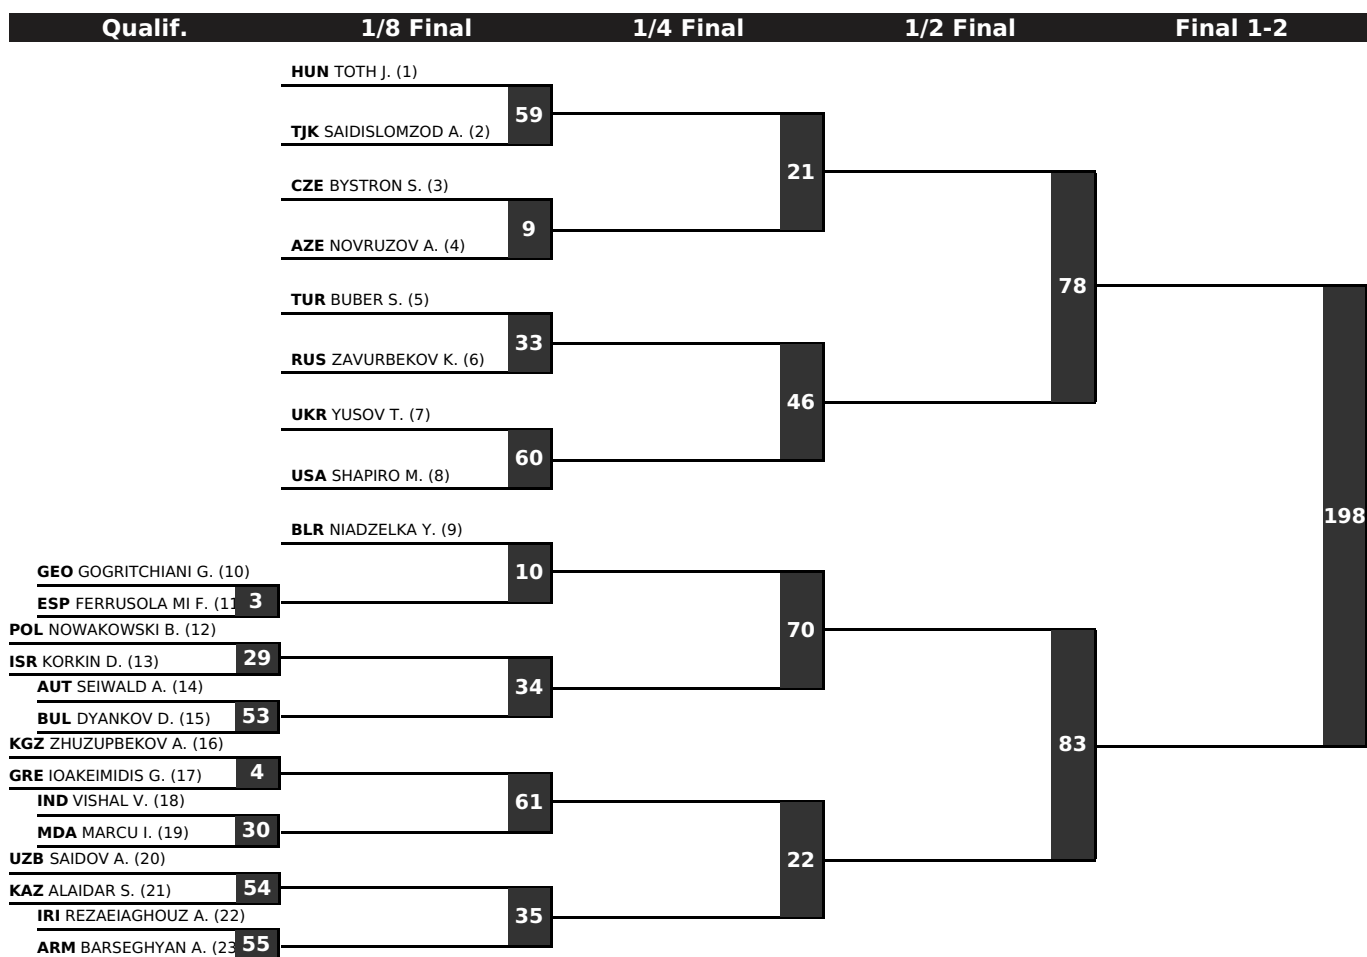 Qualif. 1/8 Final 1/4 Final 1/2 Final Final 1-2
HUN TOTH J. (1)
59
TJK SAIDISLOMZOD A. (2)
21
CZE BYSTRON S. (3)
9
AZE NOVRUZOV A. (4)
78
TUR BUBER S. (5)
33
RUS ZAVURBEKOV K. (6)
46
UKR YUSOV T. (7)
60
USA SHAPIRO M. (8)
198
BLR NIADZELKA Y. (9)
10
GEO GOGRITCHIANI G. (10)
ESP FERRUSOLA MI F. (11 3
POL NOWAKOWSKI B. (12)
70
ISR KORKIN D. (13) 29
AUT SEIWALD A. (14)
34
BUL DYANKOV D. (15) 53
KGZ ZHUZUPBEKOV A. (16)
83
GRE IOAKEIMIDIS G. (17) 4
IND VISHAL V. (18)
61
MDA MARCU I. (19) 30
UZB SAIDOV A. (20)
22
KAZ ALAIDAR S. (21) 54
IRI REZAEIAGHOUZ A. (22)
35
ARM BARSEGHYAN A. (23 55